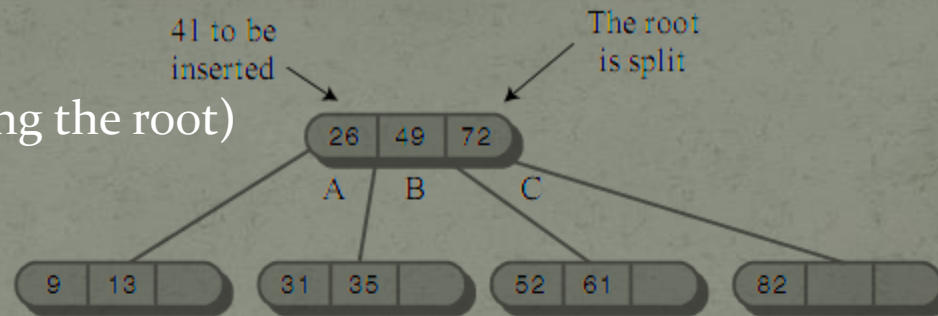 41 to be
inserted
The root
is split
ng the root)
26 49 72
A B C
9 13 31 35 52 61 82